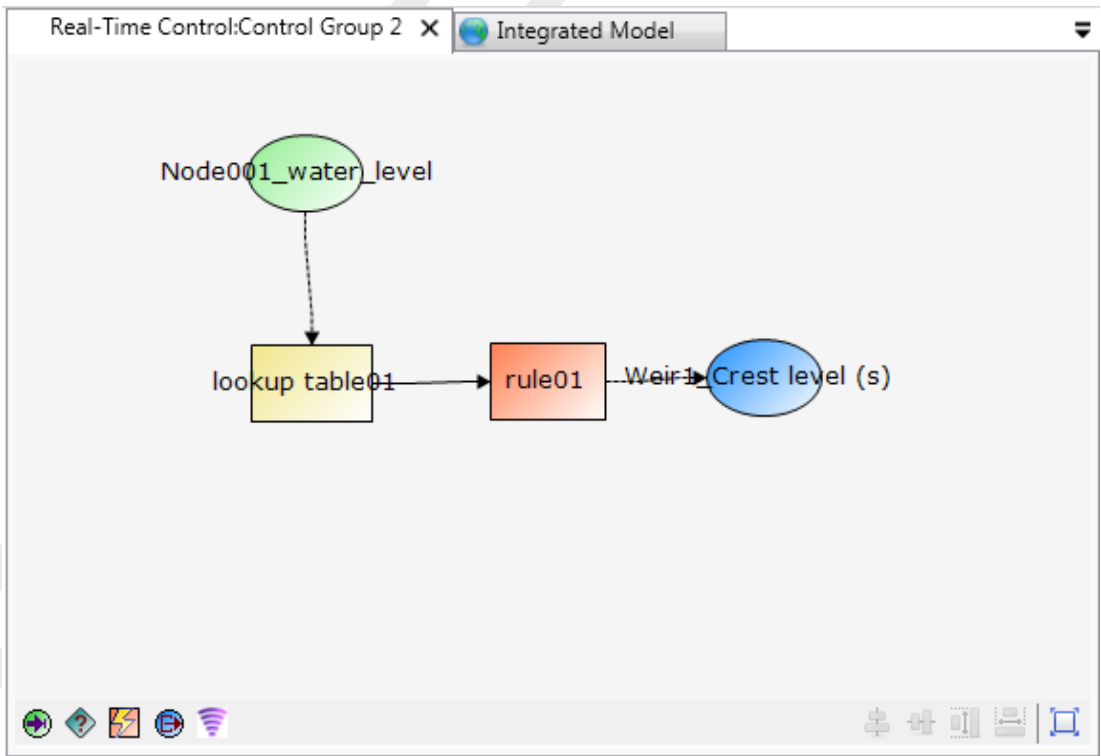 Real-Time Control:Control Group 2
Integrated Model
Node001_water_level
lookup table01
rule01
Weir1_Crest level (s)